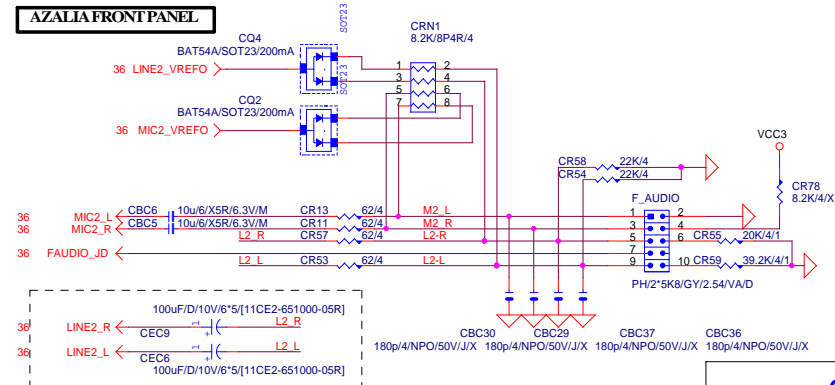 AZALIA FRONT PANEL
SOT23
CQ4
BAT54A/SOT23/200mA
36 LINE2_VREFO
SOT23
CRN1
8.2K/8P4R/4
1 2
3 4
5 6
7 8
CQ2
BAT54A/SOT23/200mA
36 MIC2_VREFO
VCC3
CR58 22K/4
CR54 22K/4
CR78
8.2K/4/X
F_AUDIO
36 MIC2_L CBC6 10u/6/X5R/6.3V/M CR13 62/4 M2_L 1 2
36 MIC2_R CBC5 10u/6/X5R/6.3V/M CR11 62/4 M2_R 3 4
L2_R CR57 62/4 L2-R 5 6 CR55 20K/4/1
36 FAUDIO_JD 7
L2_L CR53 62/4 L2-L 9 10 CR59 39.2K/4/1
PH/2*5K8/GY/2.54/VA/D
100uF/D/10V/6*5/[11CE2-651000-05R]
36 LINE2_R 1 L2_R
CEC9 +
36 LINE2_L 1 L2_L
CEC6 +
100uF/D/10V/6*5/[11CE2-651000-05R]
CBC30 CBC29 CBC37 CBC36
180p/4/NPO/50V/J/X 180p/4/NPO/50V/J/X 180p/4/NPO/50V/J/X 180p/4/NPO/50V/J/X